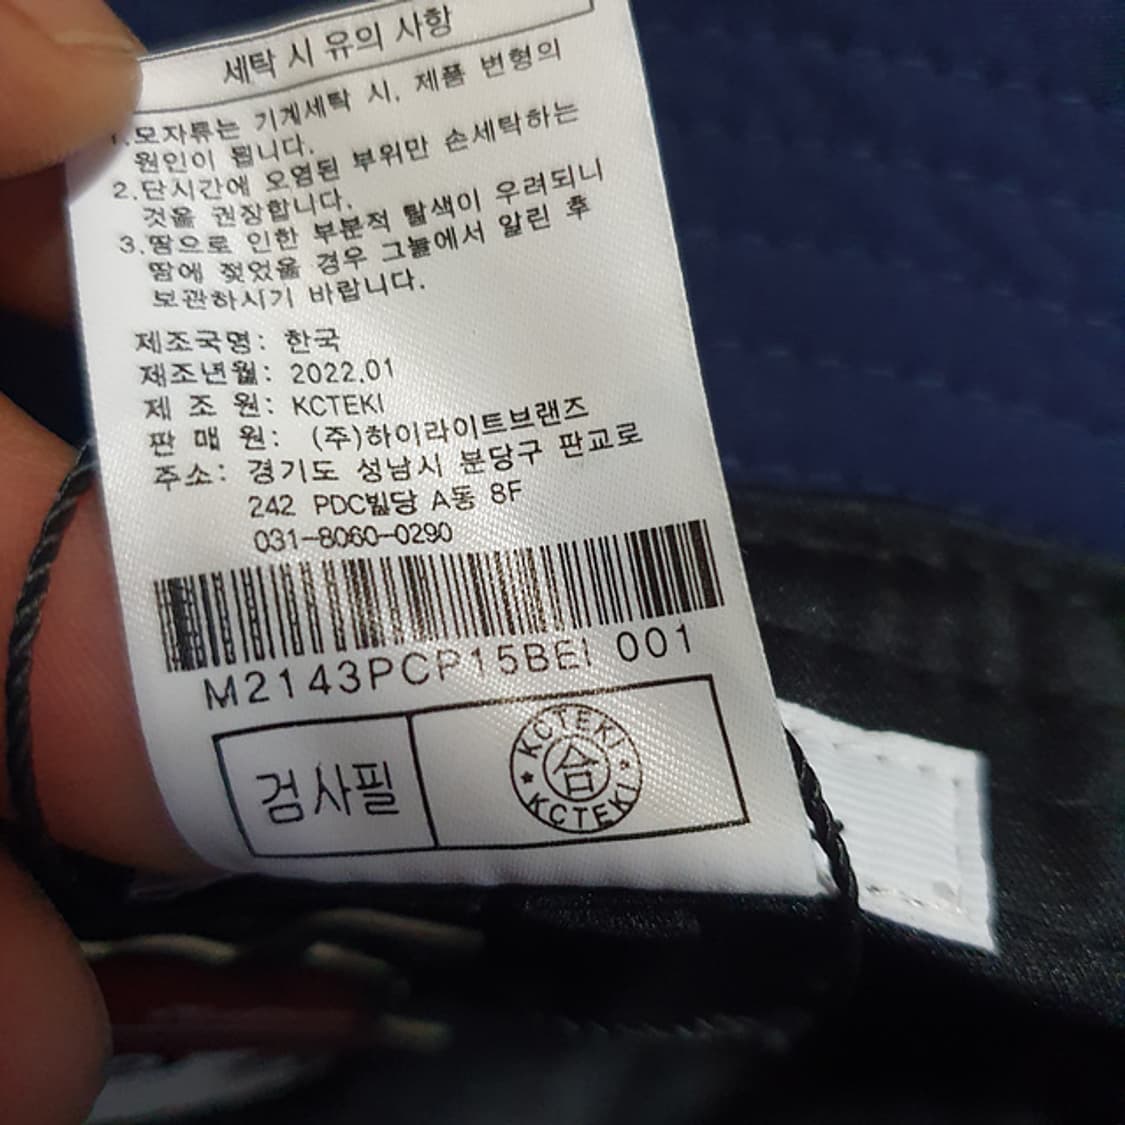 세탁 시 유의 사항
1.모자류는 기계세탁 시, 제품 변형의
원인이 됩니다.
2.단시간에 오염된 부위만 손세탁하는
것을 권장합니다.
3.땀으로 인한 부분적 탈색이 우려되니
땀에 젖었을 경우 그늘에서 말린 후
보관하시기 바랍니다.
제조국명: 한국
제조년월: 2022.01
제 조 원: KCTEKI
판 매 원: (주)하이라이트브랜즈
주소: 경기도 성남시 분당구 판교로
242 PDC빌딩 A동 8F
031-8060-0290
M2143PCP15BEI 001
검사필
KCTEKI
合
KCTEKI